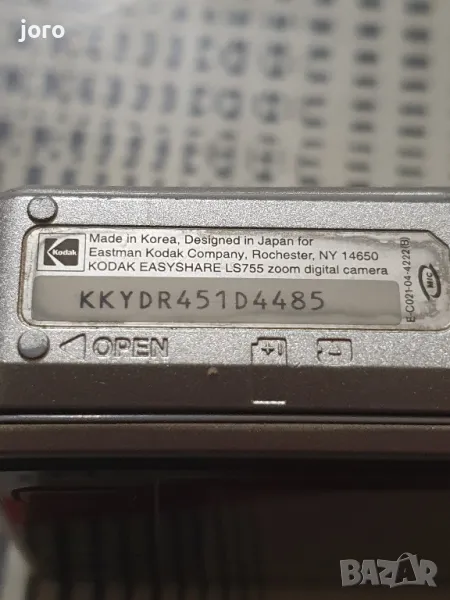 joro
Made in Korea, Designed in Japan for
Eastman Kodak Company, Rochester, NY 14650
KODAK EASYSHARE LS755 zoom digital camera
Kodak
KKYDR451D4485
E-C021-04-4222(B)
MIC
OPEN
BAZAR